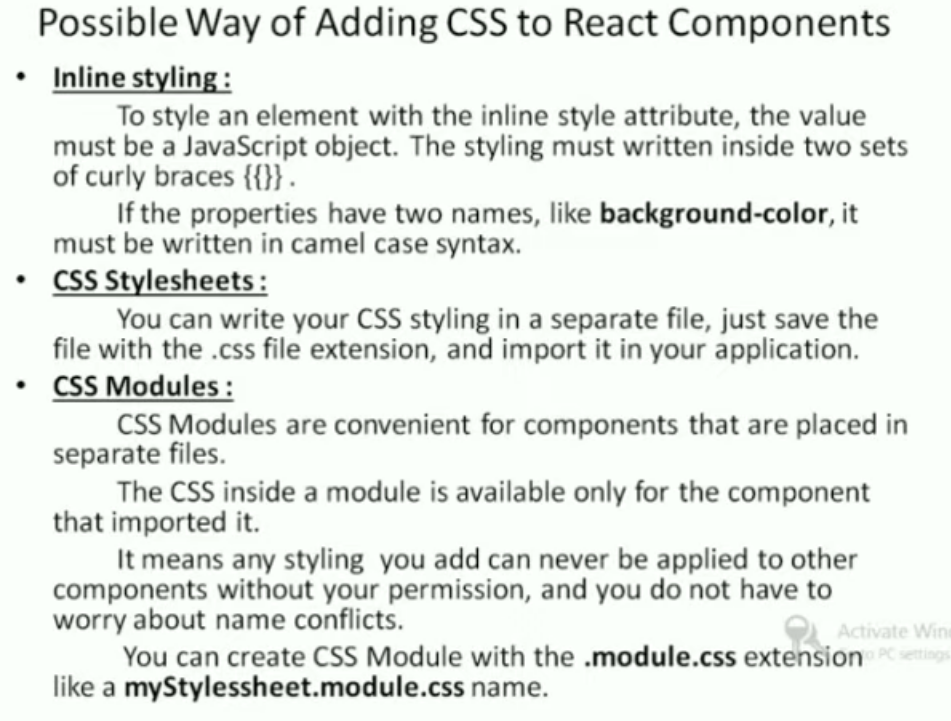 Possible Way of Adding CSS to React Components
• Inline styling :
To style an element with the inline style attribute, the value
must be a JavaScript object. The styling must written inside two sets
of curly braces {{}} .
If the properties have two names, like background-color, it
must be written in camel case syntax.
• CSS Stylesheets :
You can write your CSS styling in a separate file, just save the
file with the .css file extension, and import it in your application.
• CSS Modules :
CSS Modules are convenient for components that are placed in
separate files.
The CSS inside a module is available only for the component
that imported it.
It means any styling you add can never be applied to other
components without your permission, and you do not have to
worry about name conflicts.
Activate Win
You can create CSS Module with the .module.css extension
to PC settings
like a myStylessheet.module.css name.